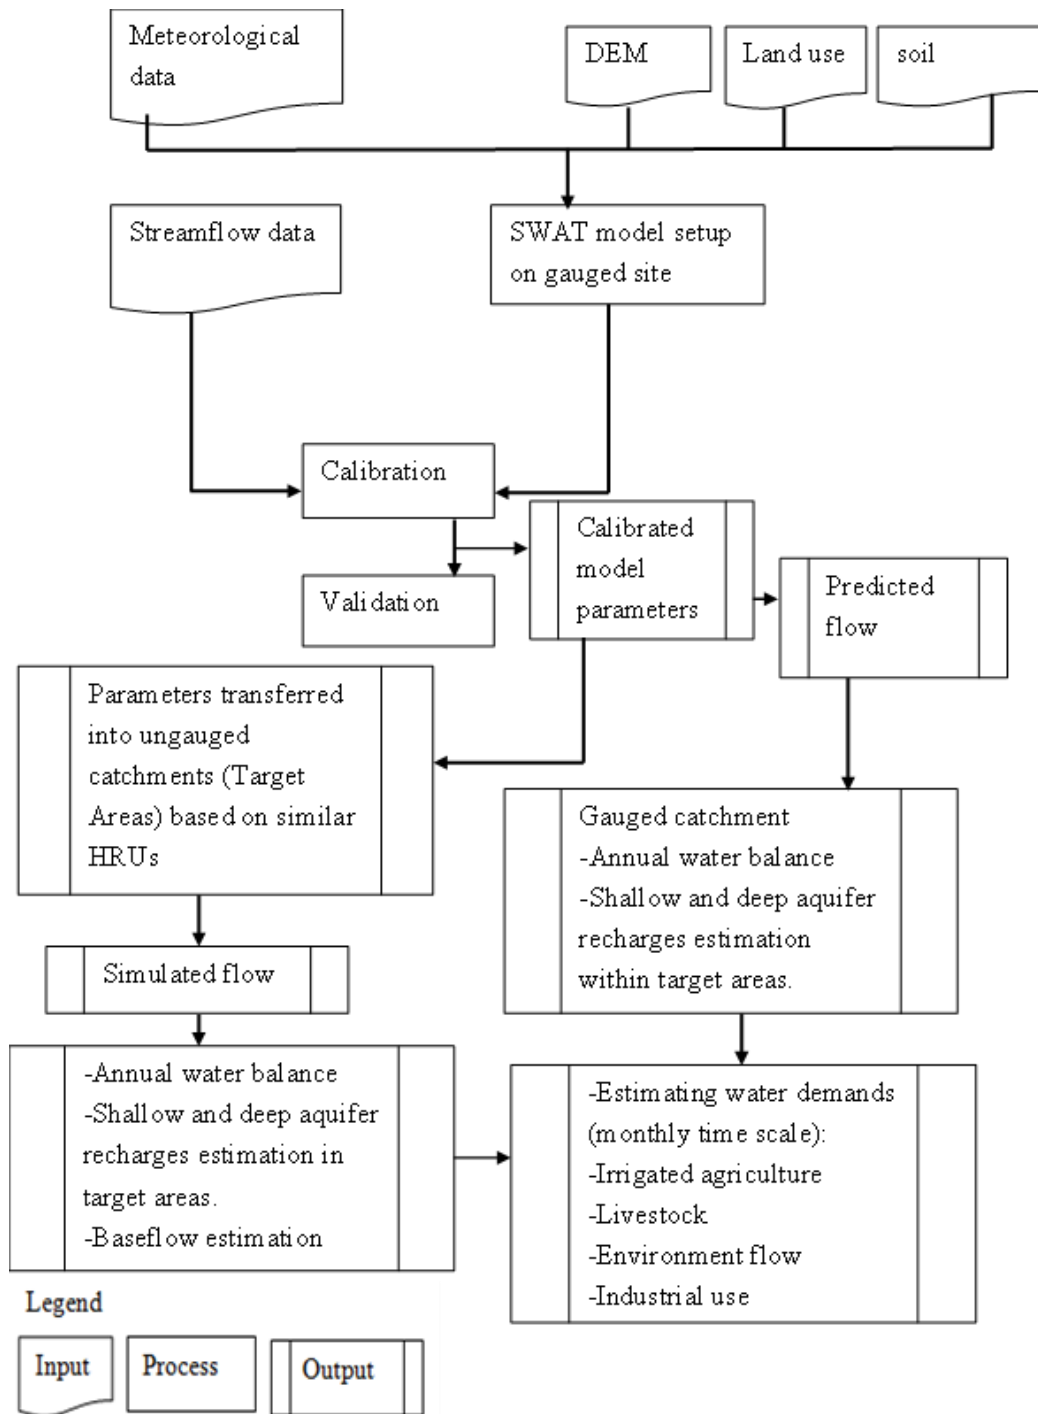 Meteorological
data
DEM
Land use
soil
Streamflow data
SWAT model setup
on gauged site
Calibration
Calibrated
model
parameters
Validation
Predicted
flow
Parameters transferred
into ungauged
catchments (Target
Areas) based on similar
HRUs
Gauged catchment
-Annual water balance
-Shallow and deep aquifer
recharges estimation
within target areas.
Simulated flow
-Annual water balance
-Shallow and deep aquifer
recharges estimation in
target areas.
-Baseflow estimation
-Estimating water demands
(monthly time scale):
-Irrigated agriculture
-Livestock
-Environment flow
-Industrial use
Legend
Input
Process
Output